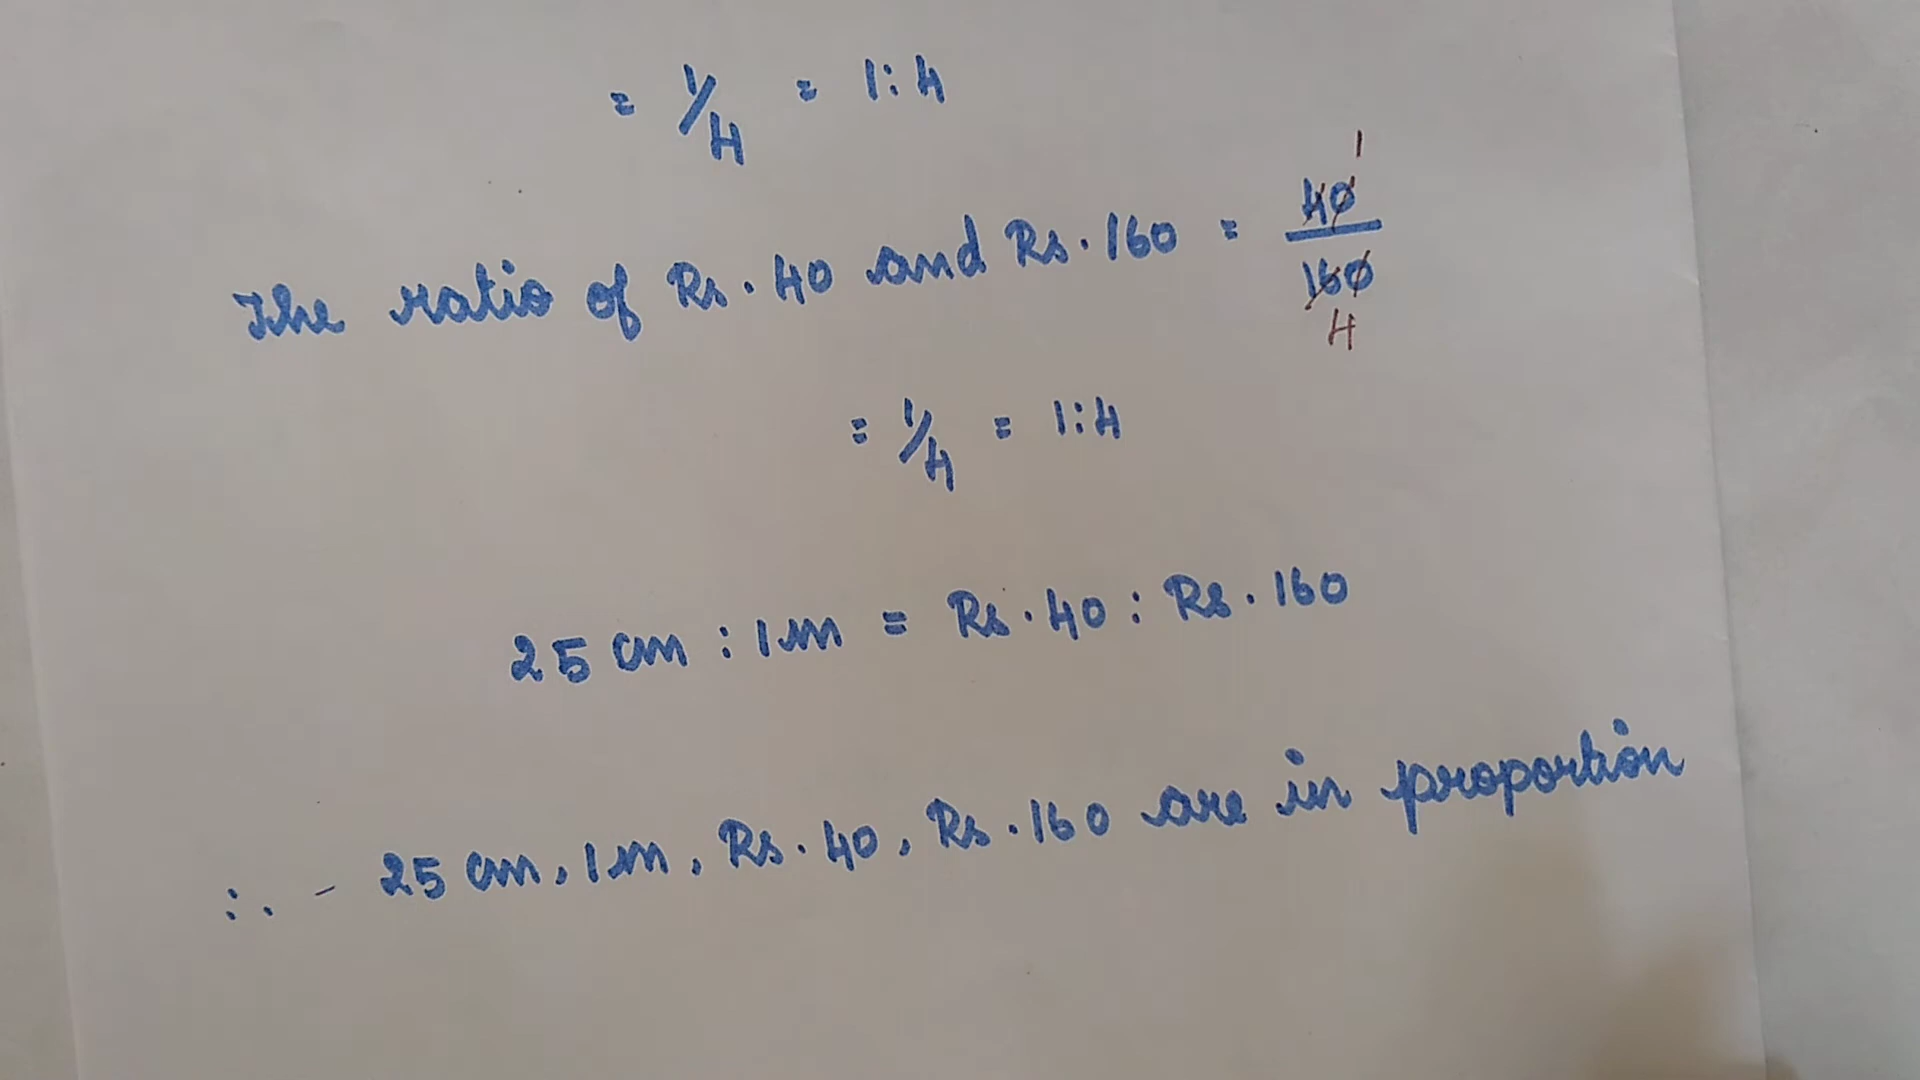 = 1/4 = 1:4
The ratio of Rs. 40 and Rs. 160 = 40/160
1
4
= 1/4 = 1:4
25 cm : 1 m = Rs. 40 : Rs. 160
∴ - 25 cm, 1 m, Rs. 40, Rs. 160 are in proportion